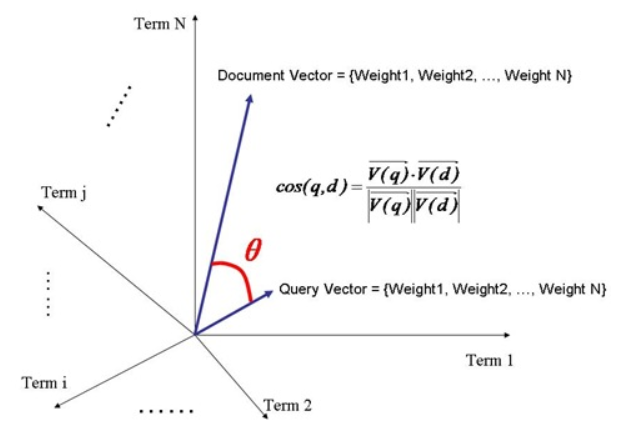 Term N
Document Vector = {Weight1, Weight2, ..., Weight N}
cos(q,d) = V(q)·V(d) / |V(q)||V(d)|
Term j
θ
Query Vector = {Weight1, Weight2, ..., Weight N}
Term 1
Term i
Term 2